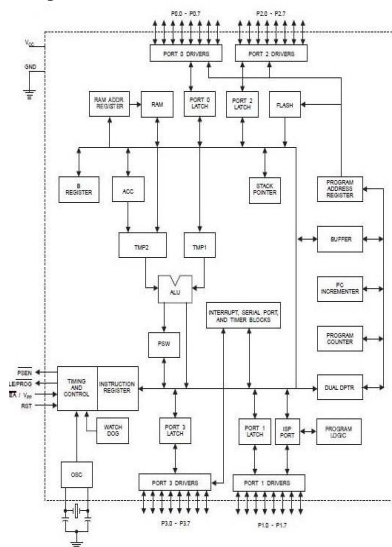 P0.0 - P0.7
P2.0 - P2.7
VCC
GND
PORT 0 DRIVERS
PORT 2 DRIVERS
RAM ADDR.
REGISTER
RAM
PORT 0
LATCH
PORT 2
LATCH
FLASH
B
REGISTER
ACC
STACK
POINTER
PROGRAM
ADDRESS
REGISTER
BUFFER
TMP2
TMP1
ALU
PC
INCREMENTER
INTERRUPT, SERIAL PORT,
AND TIMER BLOCKS
PSW
PROGRAM
COUNTER
PSEN
ALE/PROG
EA / VPP
RST
TIMING
AND
CONTROL
INSTRUCTION
REGISTER
DUAL DPTR
WATCH
DOG
PORT 3
LATCH
PORT 1
LATCH
ISP
PORT
PROGRAM
LOGIC
OSC
PORT 3 DRIVERS
PORT 1 DRIVERS
P3.0 - P3.7
P1.0 - P1.7